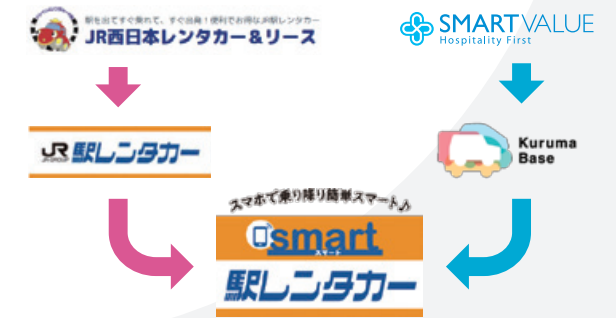 駅を出てすぐ乗れて、すぐ出発！便利でお得なJR駅レンタカー
JR西日本レンタカー&リース
SMARTVALUE
Hospitality First
JR 駅レンタカー
Kuruma
Base
スマホで乗り降り簡単スマート♪
smart
スマート
駅レンタカー